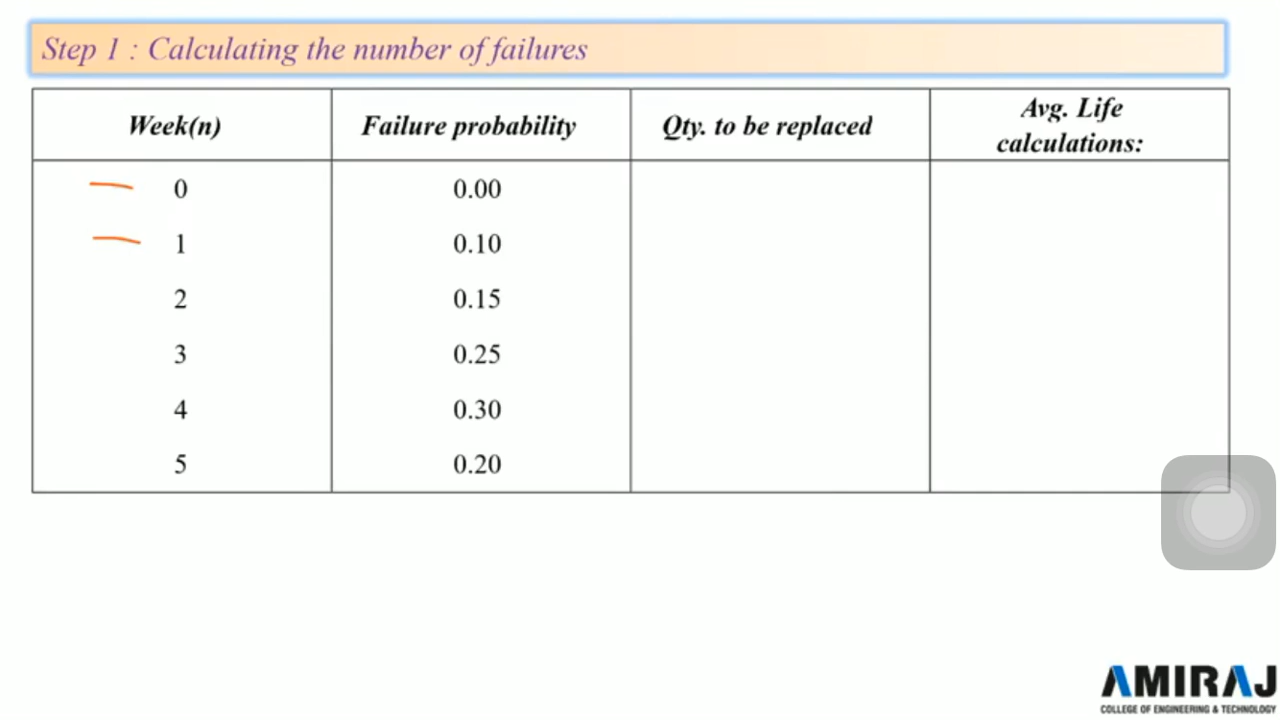 Step 1 : Calculating the number of failures
Week(n) Failure probability Qty. to be replaced Avg. Life calculations:
0 0.00
1 0.10
2 0.15
3 0.25
4 0.30
5 0.20
AMIRAJ
COLLEGE OF ENGINEERING & TECHNOLOGY